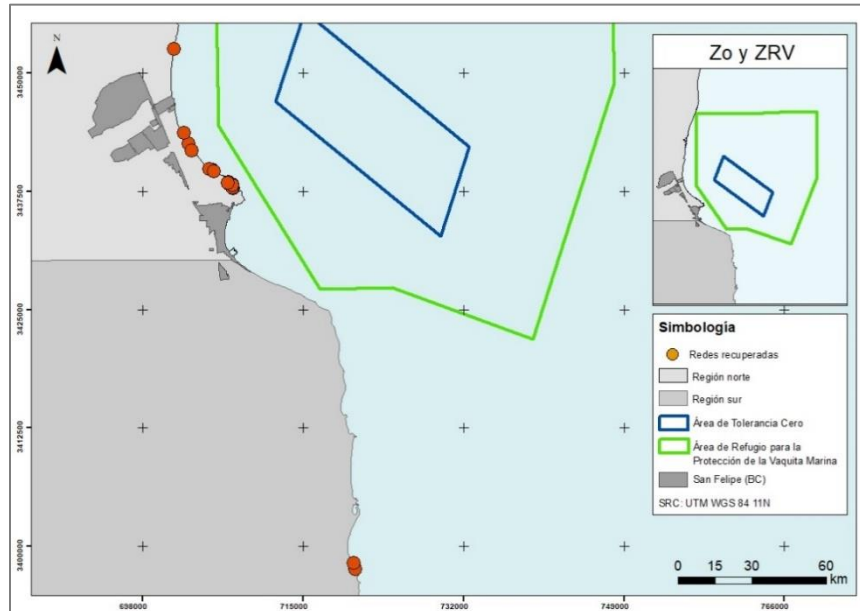 N
Zo y ZRV
3450000
3437500
3425000
3412500
3400000
Simbología
Redes recuperadas
Región norte
Región sur
Área de Tolerancia Cero
Área de Refugio para la
Protección de la Vaquita Marina
San Felipe (BC)
SRC: UTM WGS 84 11N
0 15 30 60
km
698000 715000 732000 749000 766000